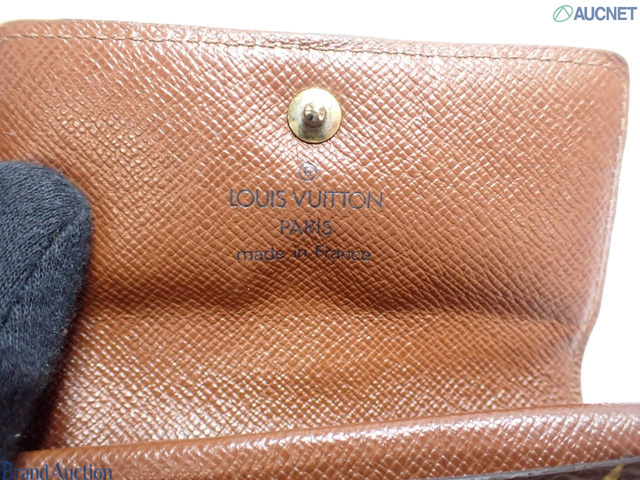 AUCNET
®
LOUIS VUITTON
PARIS
made in France
Brand Auction